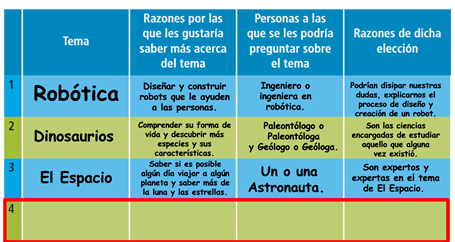 Tema
Razones por las
que les gustaría
saber más acerca
del tema
Personas a las
que se les podría
preguntar sobre
el tema
Razones de dicha
elección
1
Robótica
Diseñar y construir
robots que le ayuden
a las personas.
Ingeniero o
ingeniera en
robótica.
Podrían disipar nuestras
dudas, explicarnos el
proceso de diseño y
creación de un robot.
2
Dinosaurios
Comprender su forma de
vida y descubrir más
especies y sus
características.
Paleontólogo o
Paleontóloga
y Geólogo o Geóloga.
Son las ciencias
encargadas de estudiar
aquello que alguna
vez existió.
3
El Espacio
Saber si es posible
algún día viajar a algún
planeta y saber más de
la luna y las estrellas.
Un o una
Astronauta.
Son expertos y
expertas en el tema
de El Espacio.
4